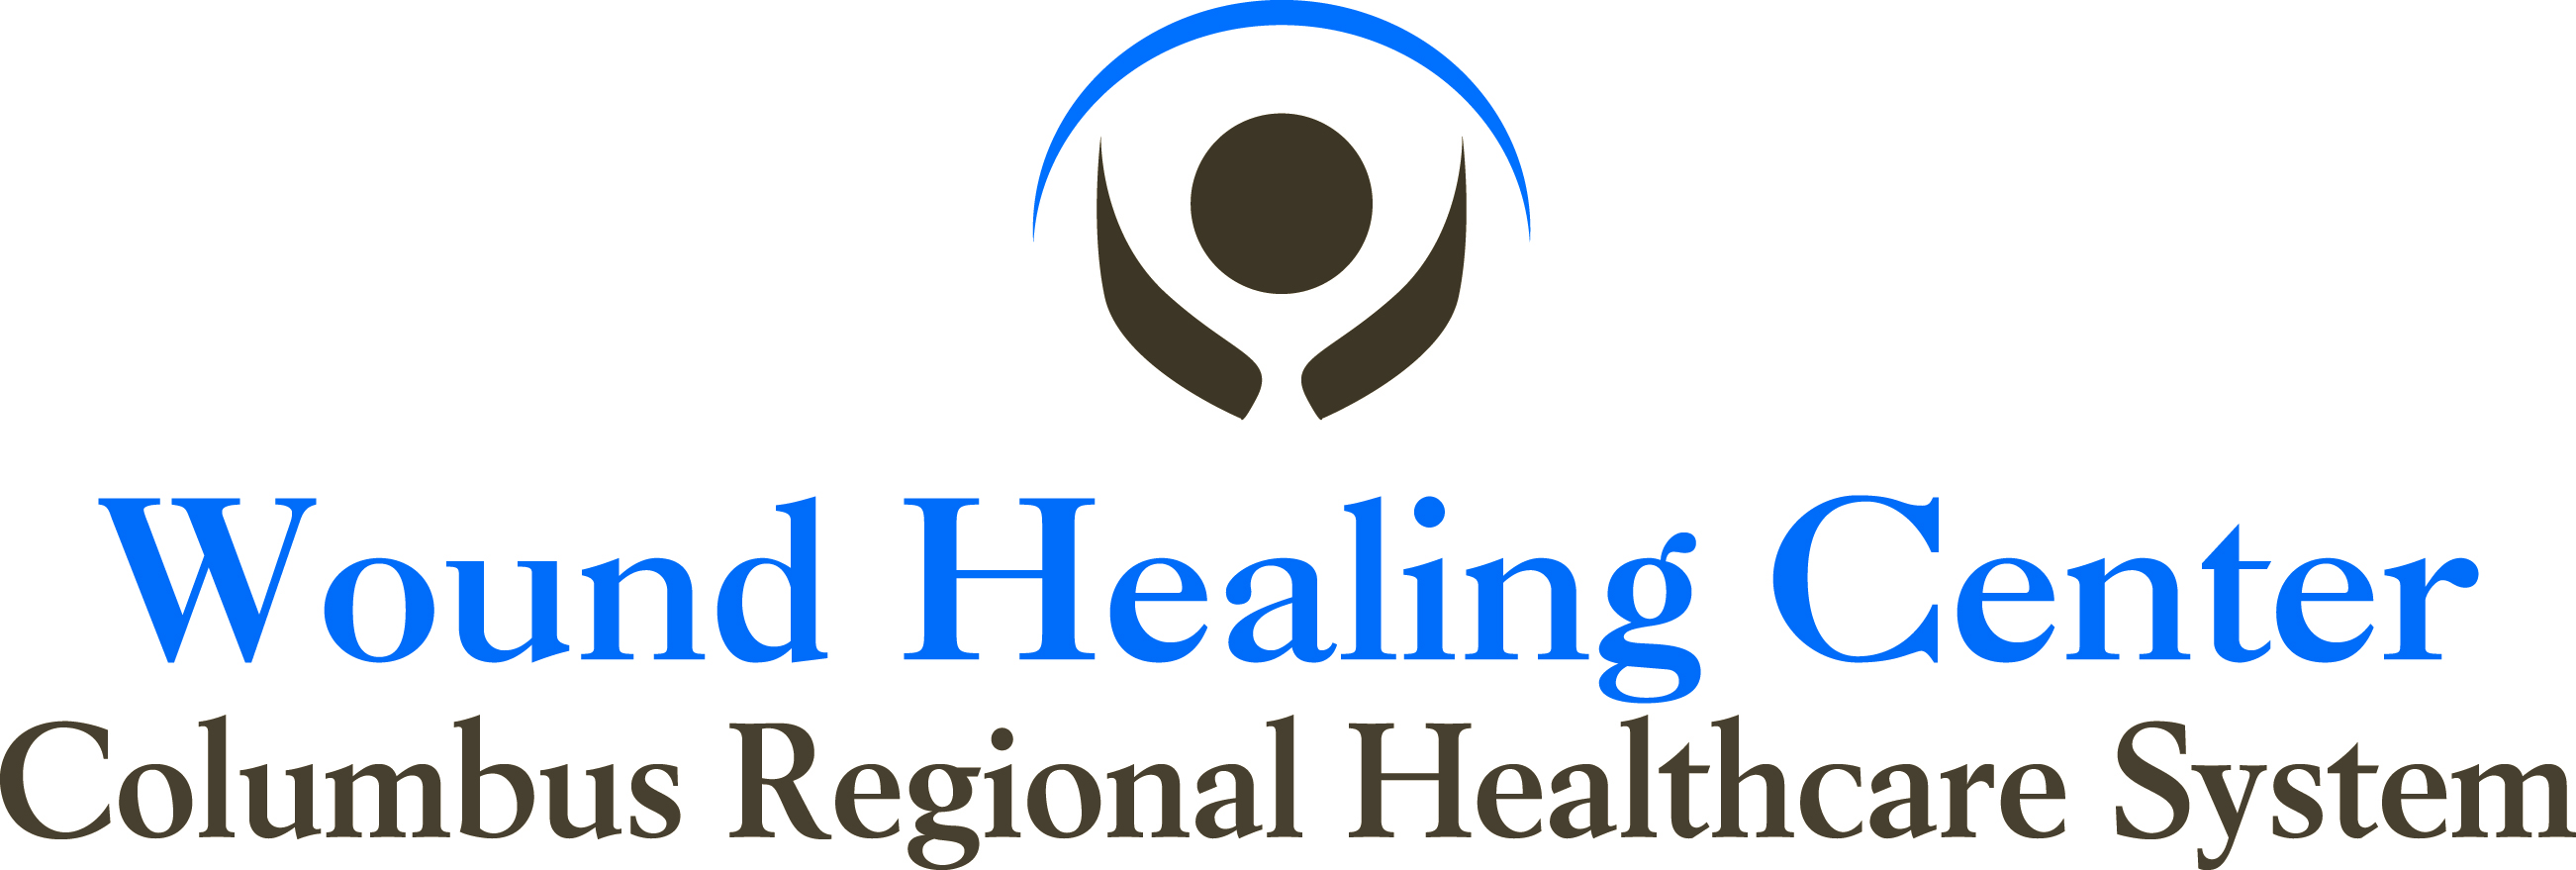 Wound Healing Center
Columbus Regional Healthcare System